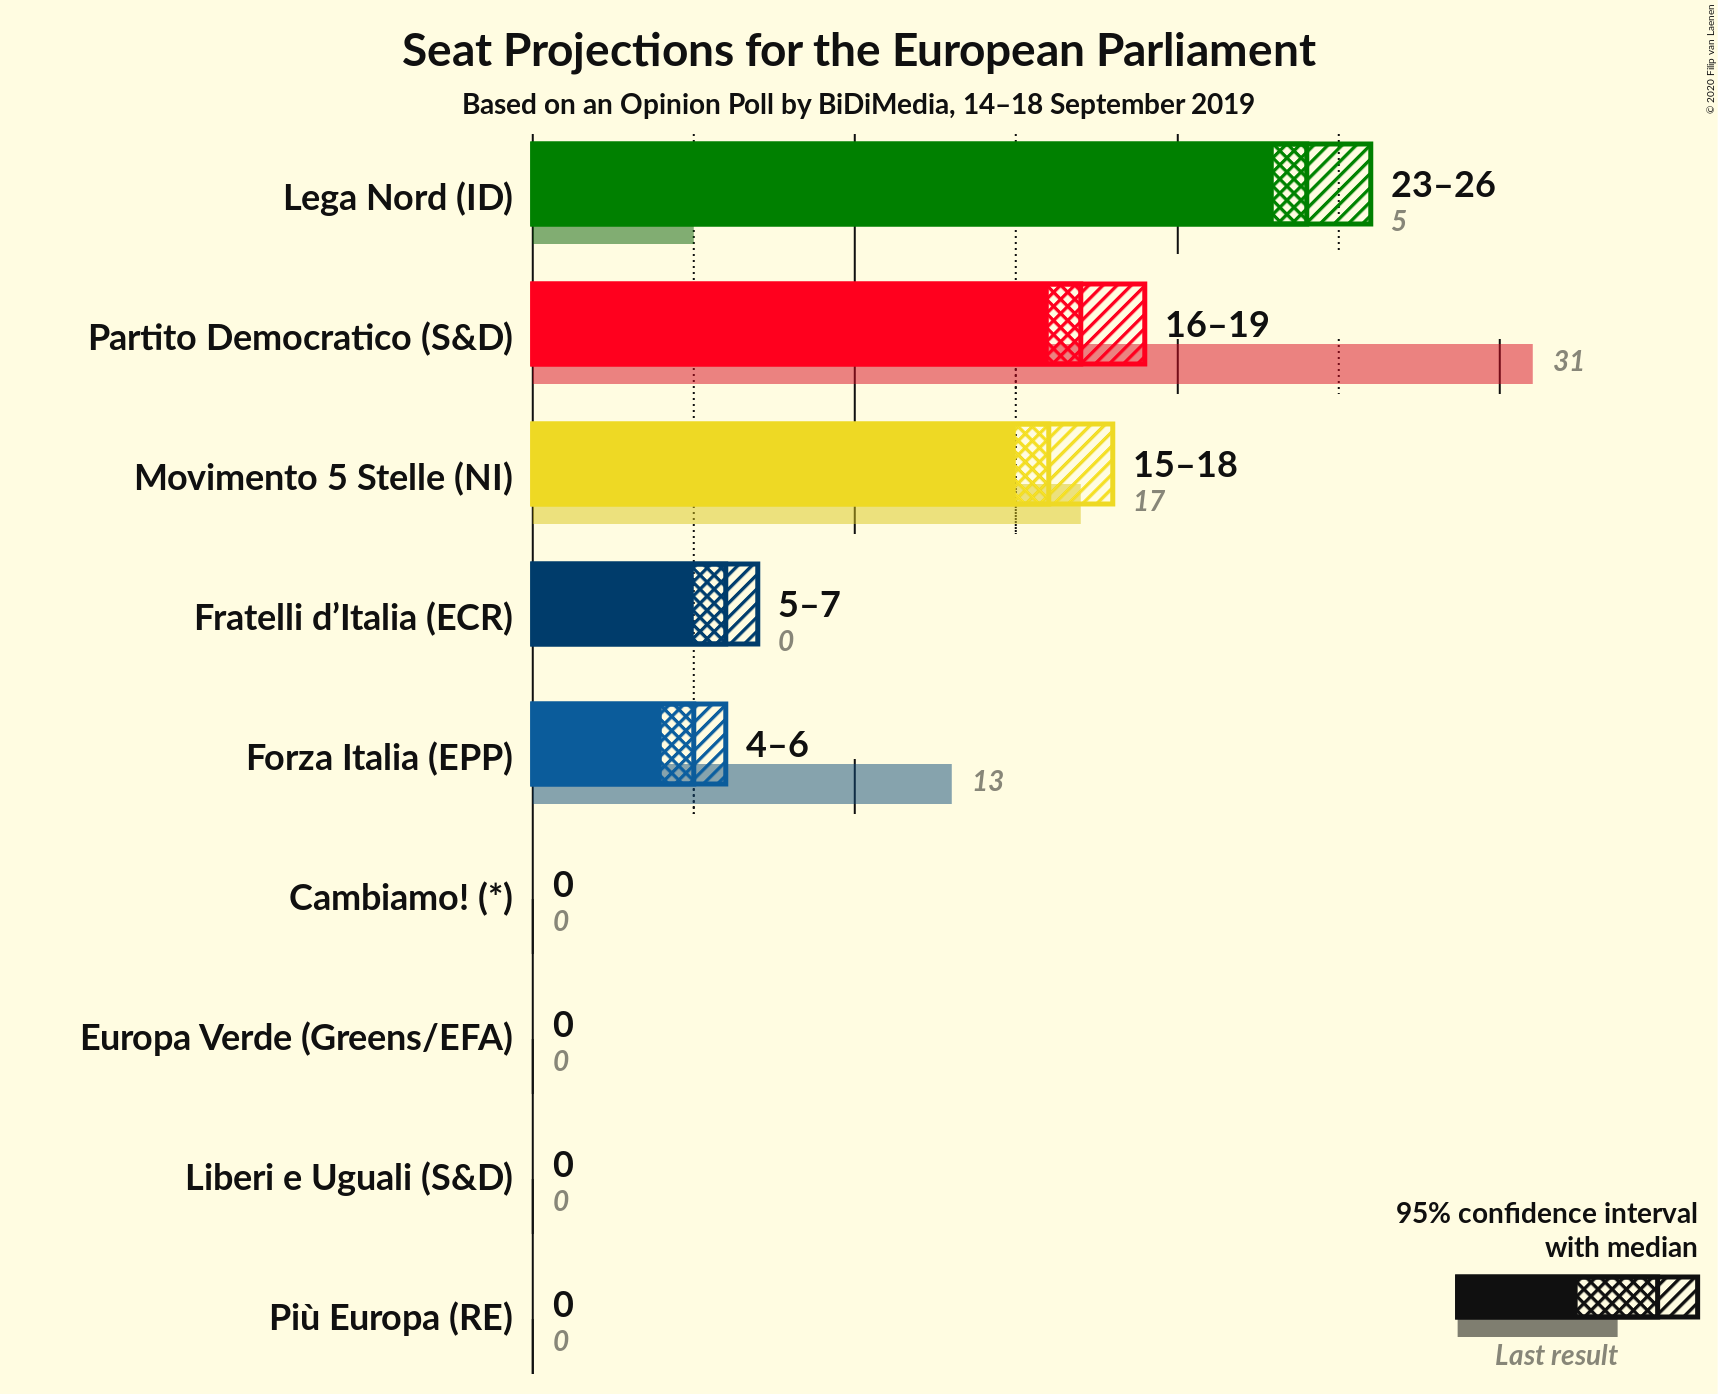 Seat Projections for the European Parliament
Based on an Opinion Poll by BiDiMedia, 14–18 September 2019
© 2020 Filip van Laenen
Lega Nord (ID)
23–26
5
Partito Democratico (S&D)
16–19
31
Movimento 5 Stelle (NI)
15–18
17
Fratelli d’Italia (ECR)
5–7
0
Forza Italia (EPP)
4–6
13
Cambiamo! (*)
0
0
Europa Verde (Greens/EFA)
0
0
Liberi e Uguali (S&D)
0
0
Più Europa (RE)
0
0
95% confidence interval
with median
Last result